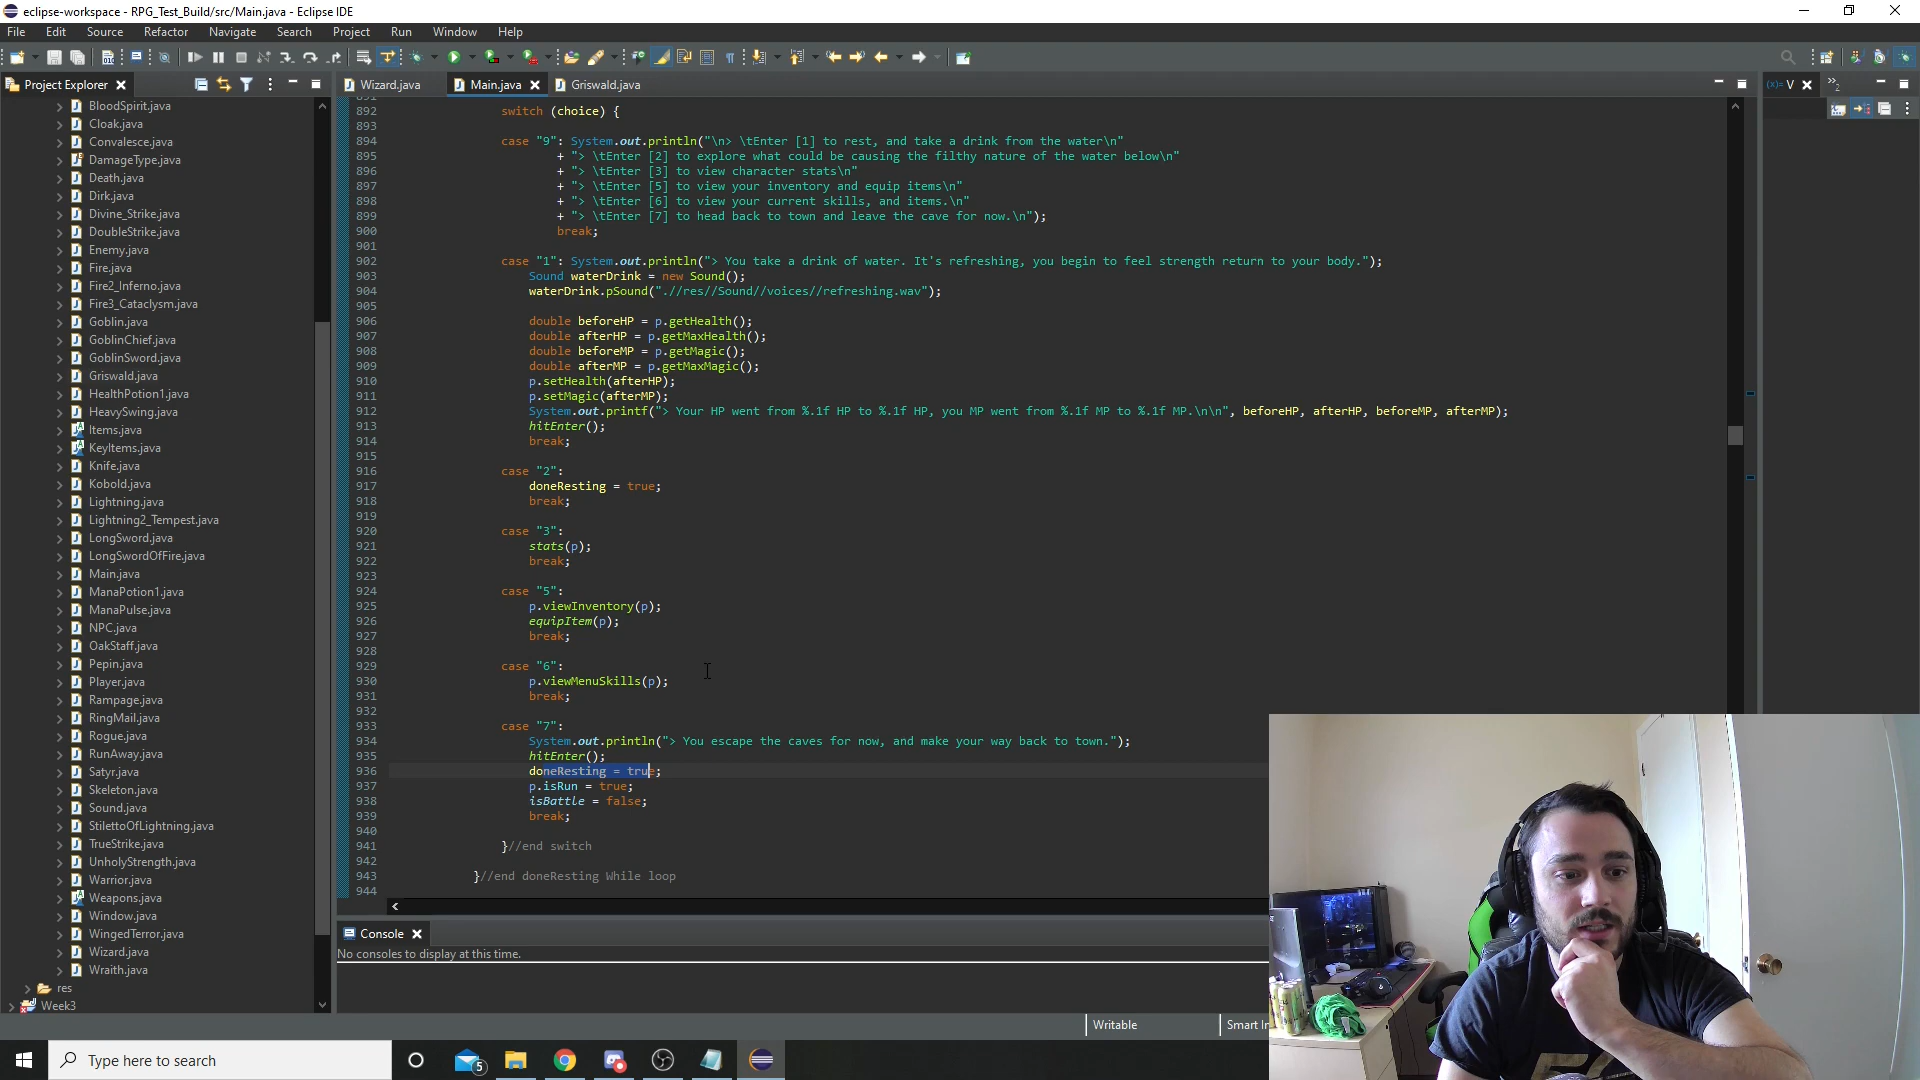 eclipse-workspace - RPG_Test_Build/src/Main.java - Eclipse IDE
File Edit Source Refactor Navigate Search Project Run Window Help
Project Explorer
Wizard.java
Main.java
Griswald.java
V
2
BloodSpirit.java
Cloak.java
Convalesce.java
DamageType.java
Death.java
Dirk.java
Divine_Strike.java
DoubleStrike.java
Enemy.java
Fire.java
Fire2_Inferno.java
Fire3_Cataclysm.java
Goblin.java
GoblinChief.java
GoblinSword.java
Griswald.java
HealthPotion1.java
HeavySwing.java
Items.java
KeyItems.java
Knife.java
Kobold.java
Lightning.java
Lightning2_Tempest.java
LongSword.java
LongSwordOfFire.java
Main.java
ManaPotion1.java
ManaPulse.java
NPC.java
OakStaff.java
Pepin.java
Player.java
Rampage.java
RingMail.java
Rogue.java
RunAway.java
Satyr.java
Skeleton.java
Sound.java
StilettoOfLightning.java
TrueStrike.java
UnholyStrength.java
Warrior.java
Weapons.java
Window.java
WingedTerror.java
Wizard.java
Wraith.java
res
Week3
891
892 switch (choice) {
893
894 case "9": System.out.println("\n> \tEnter [1] to rest, and take a drink from the water\n"
895 + "> \tEnter [2] to explore what could be causing the filthy nature of the water below\n"
896 + "> \tEnter [3] to view character stats\n"
897 + "> \tEnter [5] to view your inventory and equip items\n"
898 + "> \tEnter [6] to view your current skills, and items.\n"
899 + "> \tEnter [7] to head back to town and leave the cave for now.\n");
900 break;
901
902 case "1": System.out.println("> You take a drink of water. It's refreshing, you begin to feel strength return to your body.");
903 Sound waterDrink = new Sound();
904 waterDrink.pSound(".//res//Sound//voices//refreshing.wav");
905
906 double beforeHP = p.getHealth();
907 double afterHP = p.getMaxHealth();
908 double beforeMP = p.getMagic();
909 double afterMP = p.getMaxMagic();
910 p.setHealth(afterHP);
911 p.setMagic(afterMP);
912 System.out.printf("> Your HP went from %.1f HP to %.1f HP, you MP went from %.1f MP to %.1f MP.\n\n", beforeHP, afterHP, beforeMP, afterMP);
913 hitEnter();
914 break;
915
916 case "2":
917 doneResting = true;
918 break;
919
920 case "3":
921 stats(p);
922 break;
923
924 case "5":
925 p.viewInventory(p);
926 equipItem(p);
927 break;
928
929 case "6":
930 p.viewMenuSkills(p);
931 break;
932
933 case "7":
934 System.out.println("> You escape the caves for now, and make your way back to town.");
935 hitEnter();
936 doneResting = true;
937 p.isRun = true;
938 isBattle = false;
939 break;
940
941 }//end switch
942
943 }//end doneResting While loop
944
Console
No consoles to display at this time.
Writable
Smart In
Type here to search
5